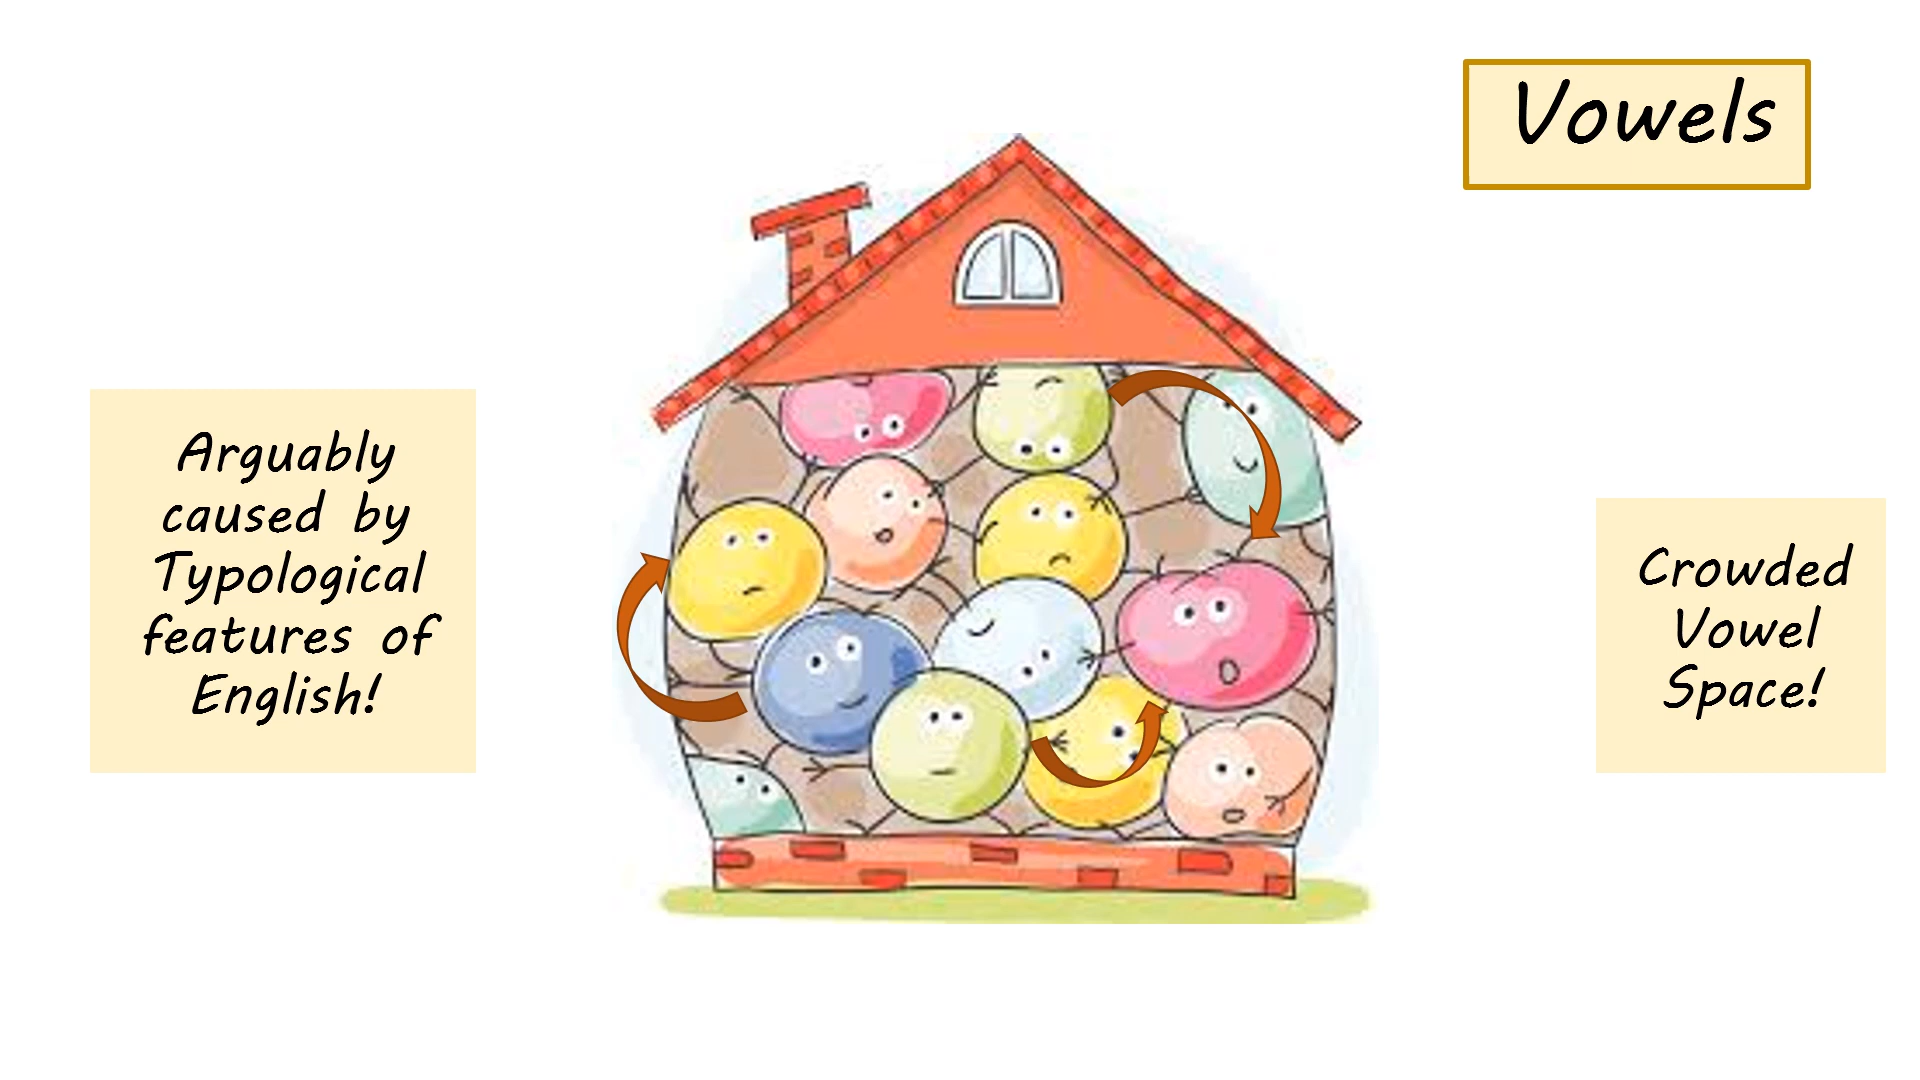 Vowels
Arguably
caused by
Typological
features of
English!
Crowded
Vowel
Space!